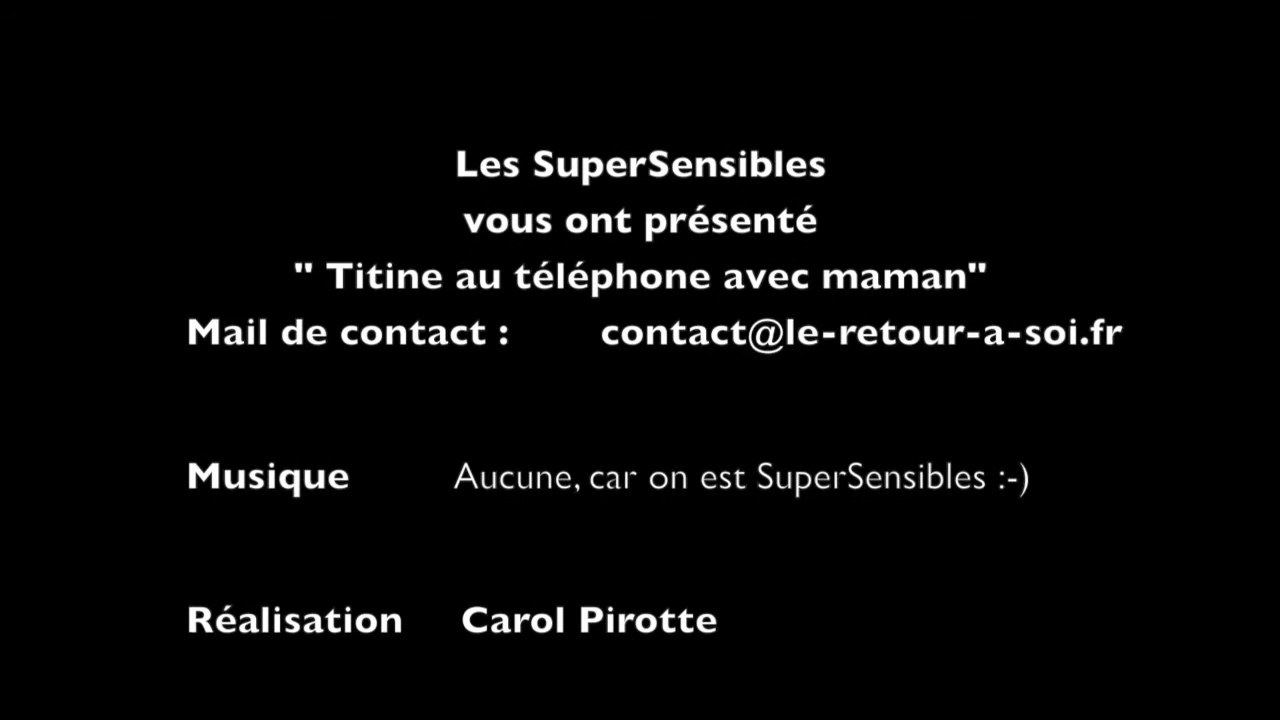 Les SuperSensibles
vous ont présenté
" Titine au téléphone avec maman"
Mail de contact : contact@le-retour-a-soi.fr
Musique Aucune, car on est SuperSensibles :-)
Réalisation Carol Pirotte